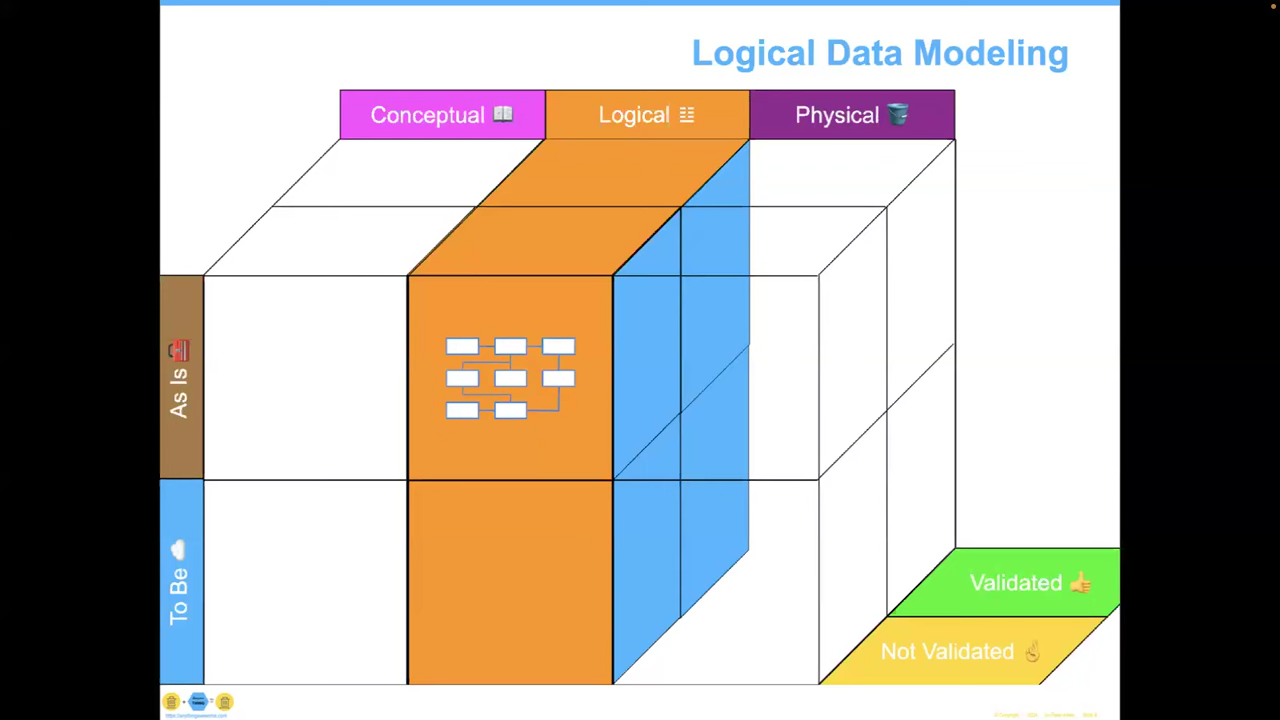 Logical Data Modeling
Conceptual
Logical
Physical
As Is
To Be
Validated
Not Validated